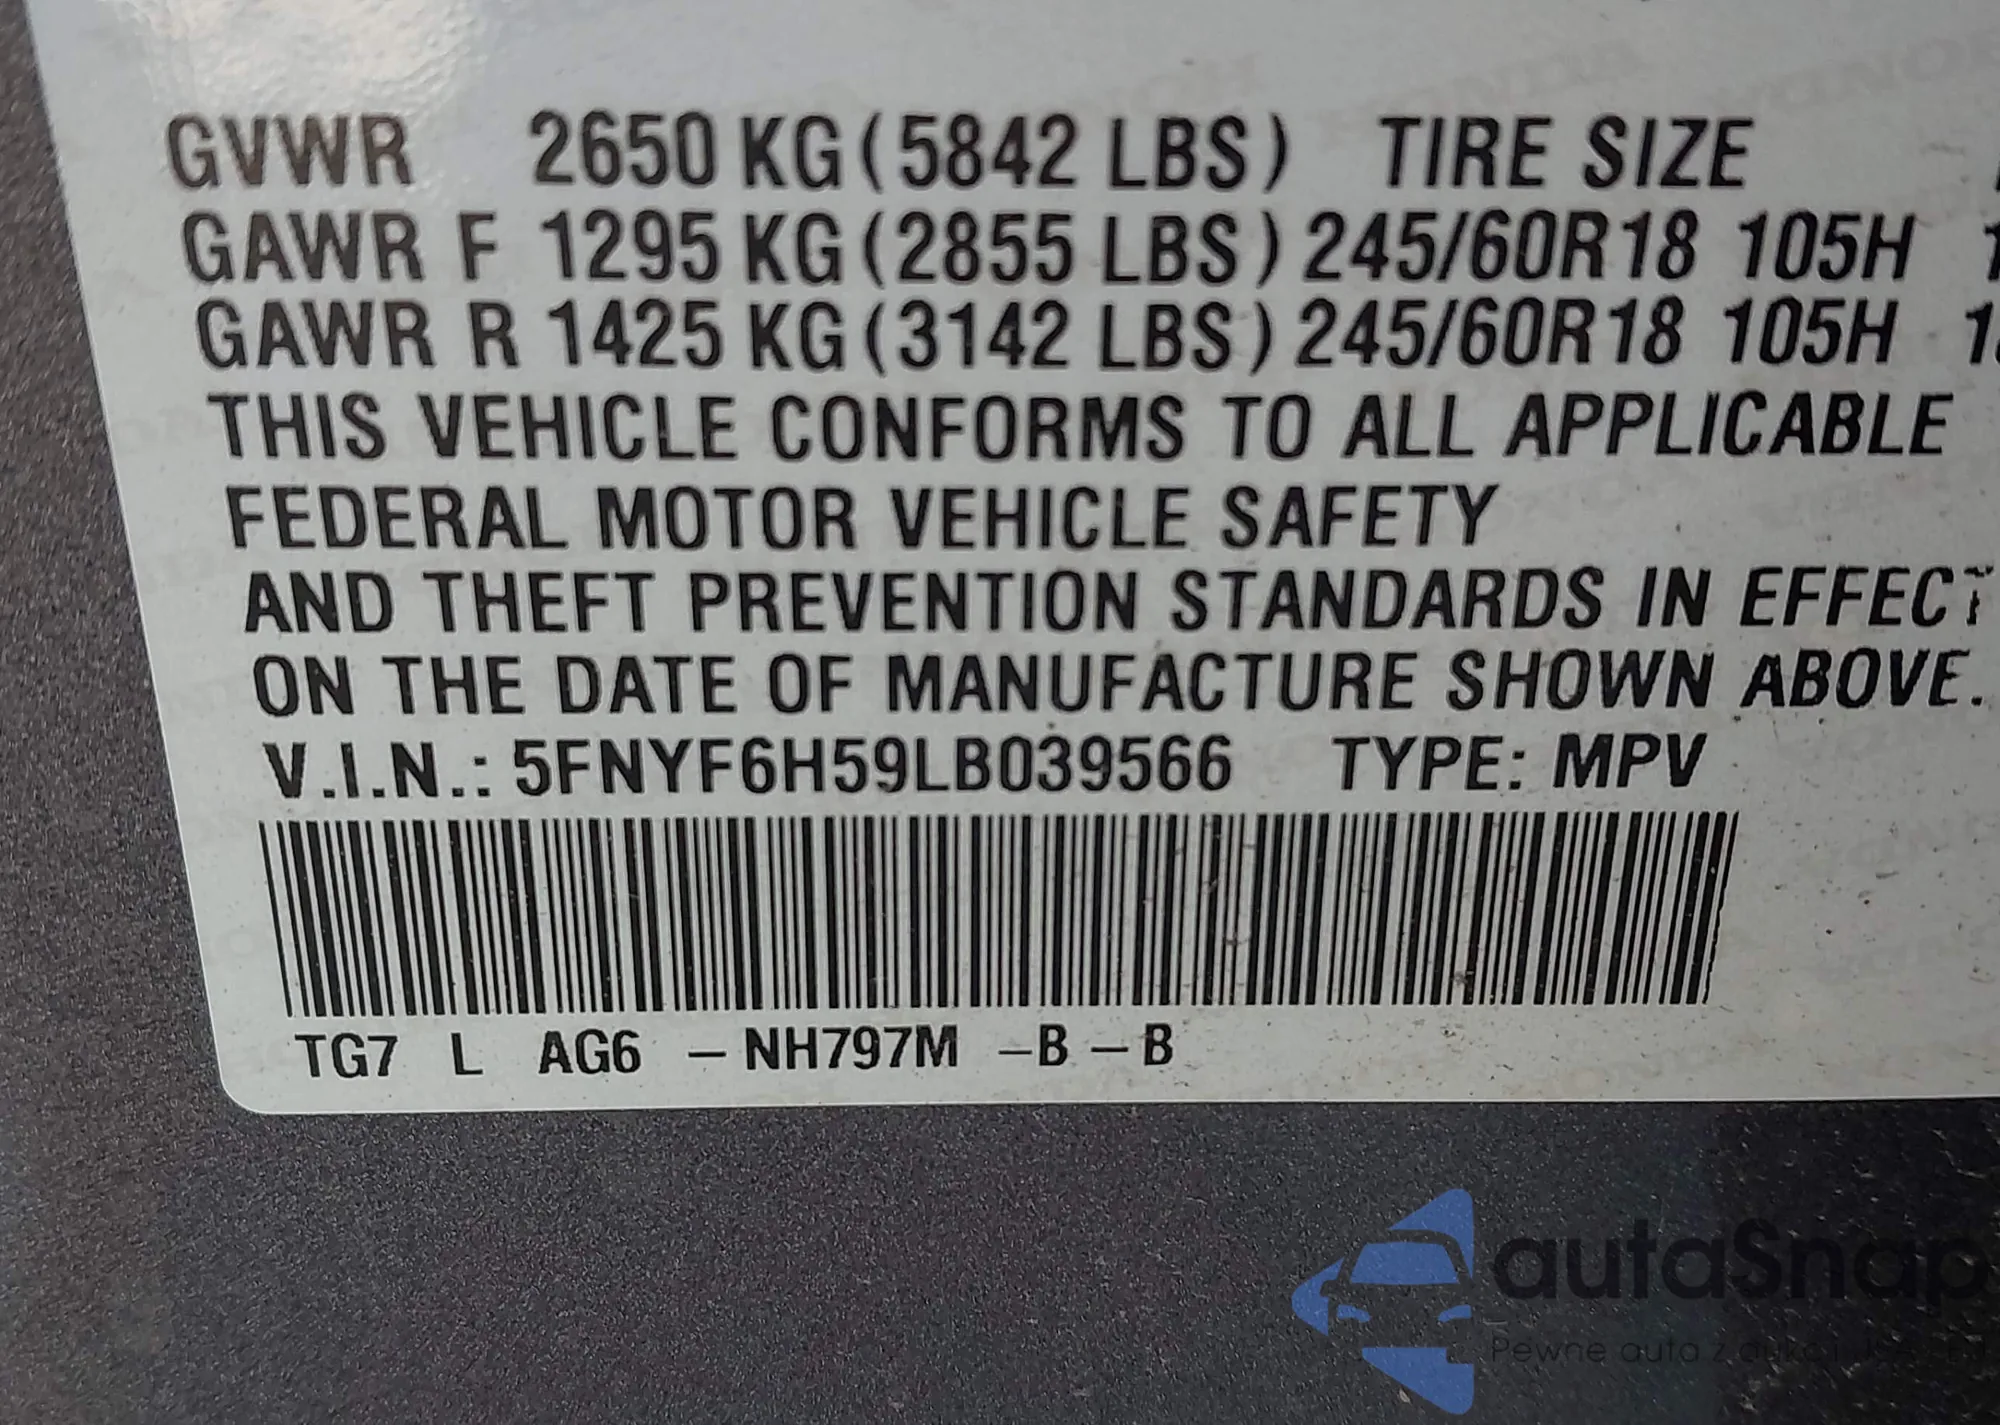 GVWR 2650 KG (5842 LBS) TIRE SIZE
GAWR F 1295 KG (2855 LBS) 245/60R18 105H
GAWR R 1425 KG (3142 LBS) 245/60R18 105H
THIS VEHICLE CONFORMS TO ALL APPLICABLE
FEDERAL MOTOR VEHICLE SAFETY
AND THEFT PREVENTION STANDARDS IN EFFECT
ON THE DATE OF MANUFACTURE SHOWN ABOVE.
V.I.N.: 5FNYF6H59LB039566 TYPE: MPV
TG7 L AG6 – NH797M –B – B
autaSnap
Pewne auta z